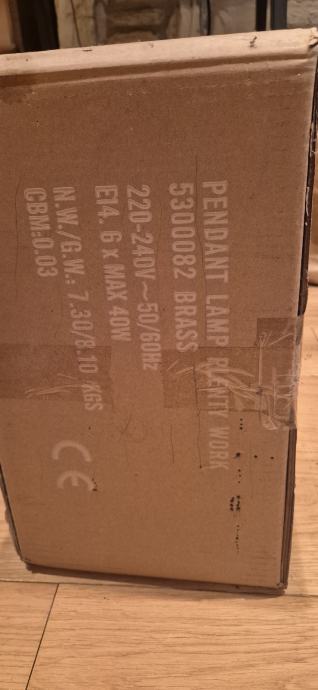 PENDANT LAMP PLENTY WORK
5300082 BRASS
220-240V~50/60Hz
E14. 6 x MAX 40W
N.W./G.W.: 7.30/8.10 KGS
CBM:0.03
CE